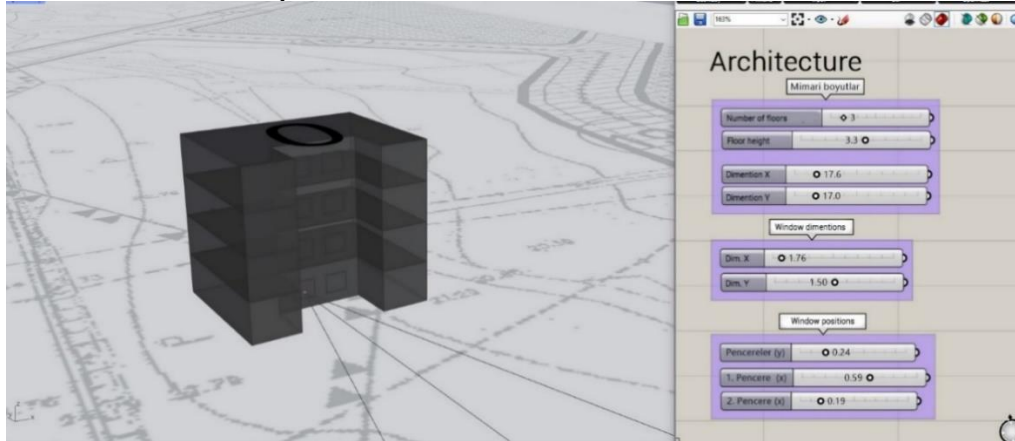 163%
Architecture
Mimari boyutlar
Number of floors 3
Floor height 3.3
Dimention X 17.6
Dimention Y 17.0
Window dimentions
Dim. X 1.76
Dim. Y 1.50
Window positions
Pencereler (y) 0.24
1. Pencere (x) 0.59
2. Pencere (x) 0.19